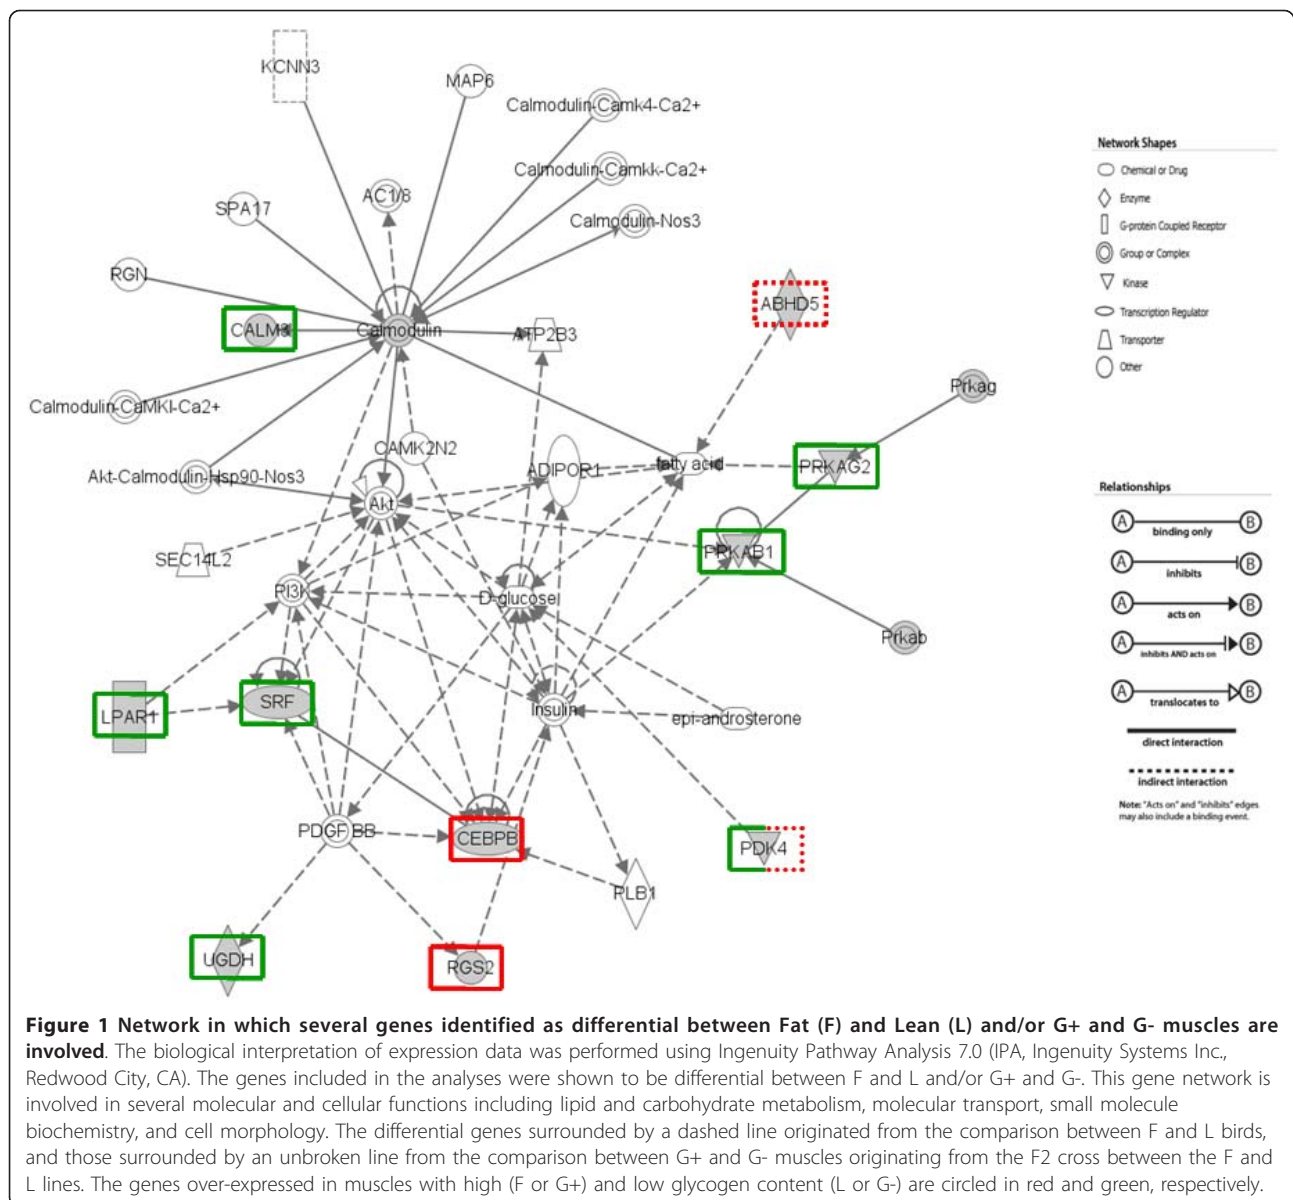 KCNN3
MAP6
Calmodulin-Camk4-Ca2+
Calmodulin-Camkk-Ca2+
AC1/8
SPA17
Calmodulin-Nos3
RGN
ABHD5
CALM3
Calmodulin
ATP2B3
Prkag
Calmodulin-CaMKI-Ca2+
CAMK2N2
ADIPOR1
fatty acid
PRKAG2
Akt-Calmodulin-Hsp90-Nos3
Akt
PRKAB1
SEC14L2
PI3K
D-glucose
Prkab
LPAR1
SRF
Insulin
epi-androsterone
PDGF BB
CEBPB
PDK4
PLB1
UGDH
RGS2
Network Shapes
Chemical or Drug
Enzyme
G-protein Coupled Receptor
Group or Complex
Kinase
Transcription Regulator
Transporter
Other
Relationships
A binding only B
A inhibits B
A acts on B
A inhibits AND acts on B
A translocates to B
direct interaction
indirect interaction
Note: "Acts on" and "inhibits" edges
may also include a binding event.
Figure 1 Network in which several genes identified as differential between Fat (F) and Lean (L) and/or G+ and G- muscles are
involved. The biological interpretation of expression data was performed using Ingenuity Pathway Analysis 7.0 (IPA, Ingenuity Systems Inc.,
Redwood City, CA). The genes included in the analyses were shown to be differential between F and L and/or G+ and G-. This gene network is
involved in several molecular and cellular functions including lipid and carbohydrate metabolism, molecular transport, small molecule
biochemistry, and cell morphology. The differential genes surrounded by a dashed line originated from the comparison between F and L birds,
and those surrounded by an unbroken line from the comparison between G+ and G- muscles originating from the F2 cross between the F and
L lines. The genes over-expressed in muscles with high (F or G+) and low glycogen content (L or G-) are circled in red and green, respectively.